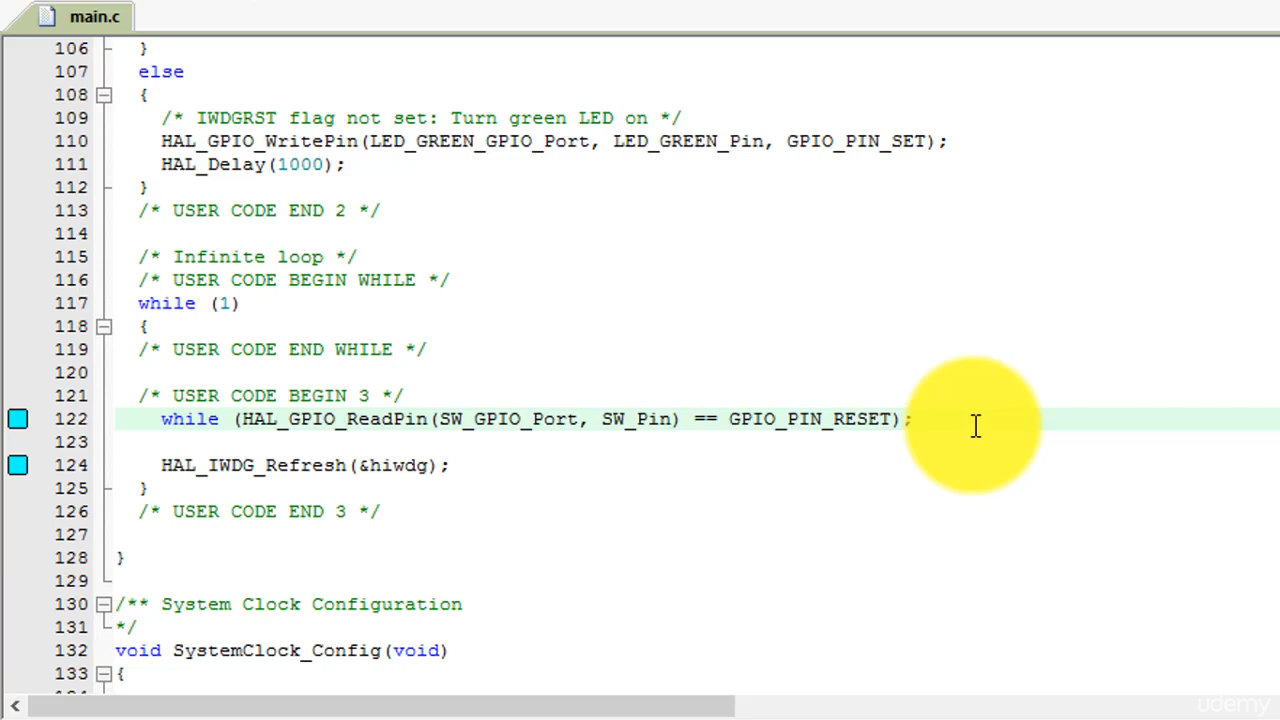 main.c
106 }
107 else
108 {
109 /* IWDGRST flag not set: Turn green LED on */
110 HAL_GPIO_WritePin(LED_GREEN_GPIO_Port, LED_GREEN_Pin, GPIO_PIN_SET);
111 HAL_Delay(1000);
112 }
113 /* USER CODE END 2 */
114
115 /* Infinite loop */
116 /* USER CODE BEGIN WHILE */
117 while (1)
118 {
119 /* USER CODE END WHILE */
120
121 /* USER CODE BEGIN 3 */
122 while (HAL_GPIO_ReadPin(SW_GPIO_Port, SW_Pin) == GPIO_PIN_RESET);
123
124 HAL_IWDG_Refresh(&hiwdg);
125 }
126 /* USER CODE END 3 */
127
128 }
129
130 /** System Clock Configuration
131 */
132 void SystemClock_Config(void)
133 {
udemy